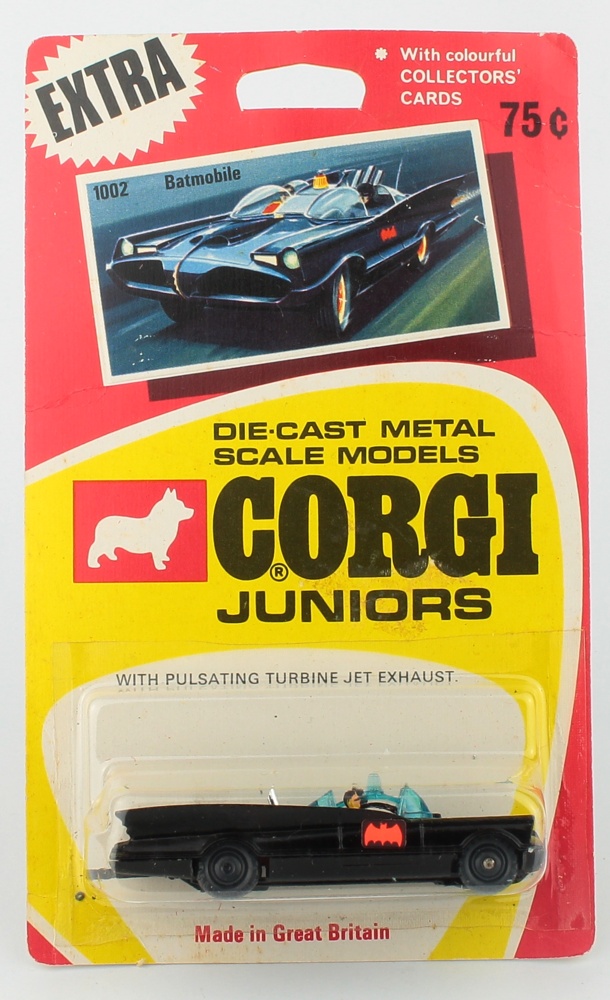 EXTRA
✹ With colourful
COLLECTORS'
CARDS
75¢
1002 Batmobile
DIE-CAST METAL
SCALE MODELS
CORGI
®
JUNIORS
WITH PULSATING TURBINE JET EXHAUST.
Made in Great Britain